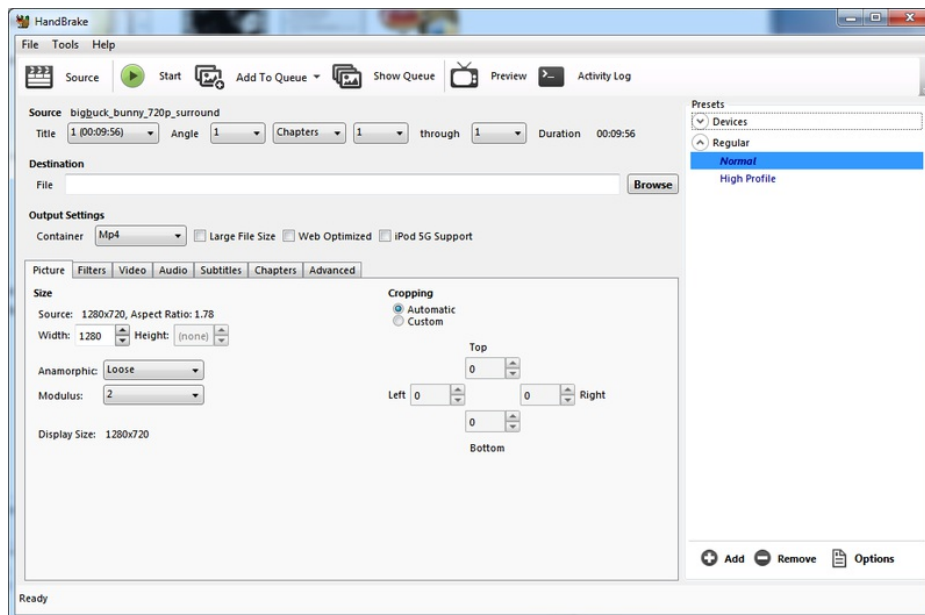 HandBrake
File Tools Help
Source Start Add To Queue Show Queue Preview Activity Log
Source bigbuck_bunny_720p_surround
Title 1 (00:09:56) Angle 1 Chapters 1 through 1 Duration 00:09:56
Destination
File Browse
Output Settings
Container Mp4 Large File Size Web Optimized iPod 5G Support
Picture Filters Video Audio Subtitles Chapters Advanced
Size
Source: 1280x720, Aspect Ratio: 1.78
Width: 1280 Height: (none)
Anamorphic: Loose
Modulus: 2
Display Size: 1280x720
Cropping
Automatic
Custom
Top
0
Left 0 0 Right
0
Bottom
Presets
Devices
Regular
Normal
High Profile
Add Remove Options
Ready